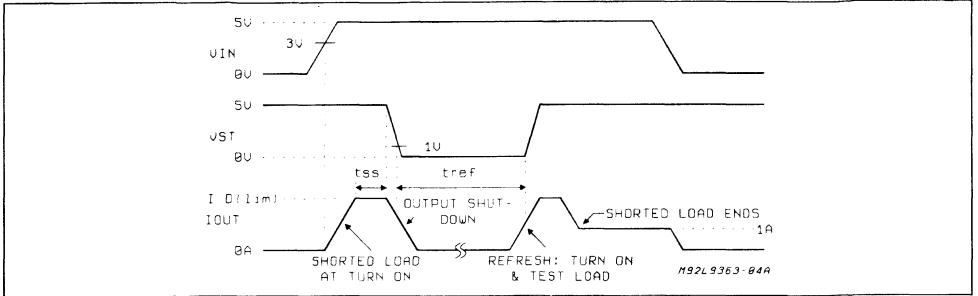 5V
3V
VIN
0V
5V
VST
1V
0V
tss
tref
I D(lim)
OUTPUT SHUT-
DOWN
SHORTED LOAD ENDS
IOUT
1A
0A
SHORTED LOAD
AT TURN ON
REFRESH: TURN ON
& TEST LOAD
M92L9363-04A